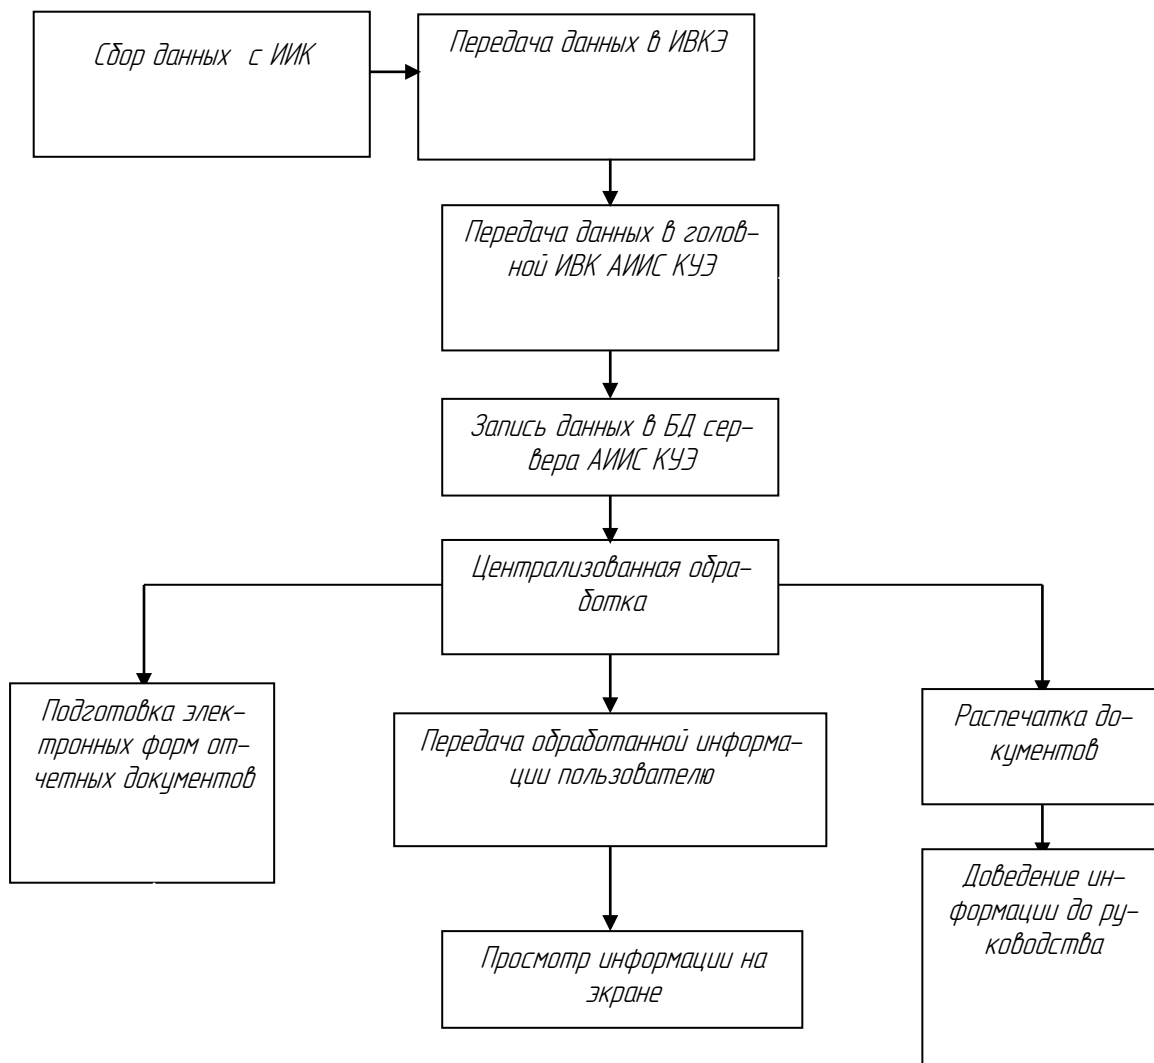 Сбор данных с ИИК
Передача данных в ИВКЭ
Передача данных в голов-
ной ИВК АИИС КУЭ
Запись данных в БД сер-
вера АИИС КУЭ
Централизованная обра-
ботка
Подготовка элек-
тронных форм от-
четных документов
Передача обработанной информа-
ции пользователю
Распечатка до-
кументов
Просмотр информации на
экране
Доведение ин-
формации до ру-
ководства